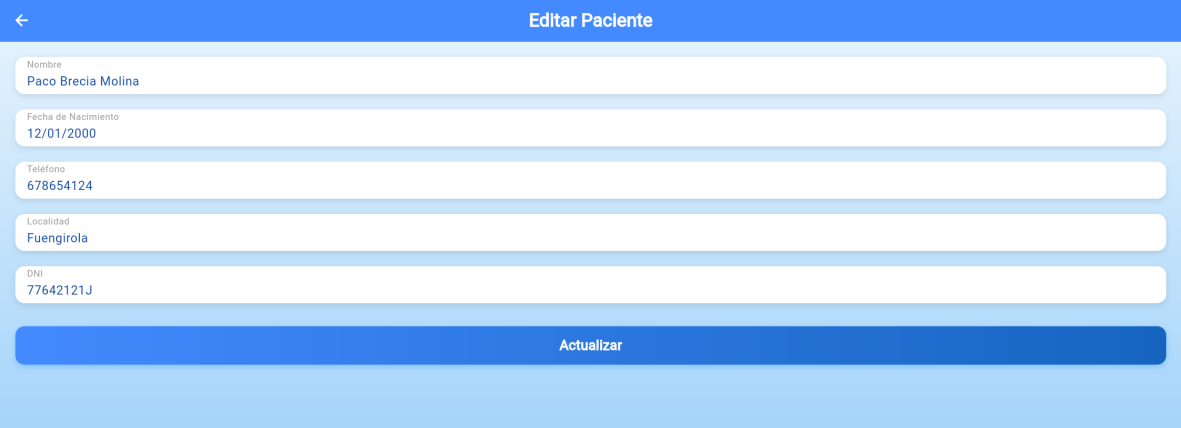 Editar Paciente
Nombre
Paco Brecia Molina
Fecha de Nacimiento
12/01/2000
Teléfono
678654124
Localidad
Fuengirola
DNI
77642121J
Actualizar